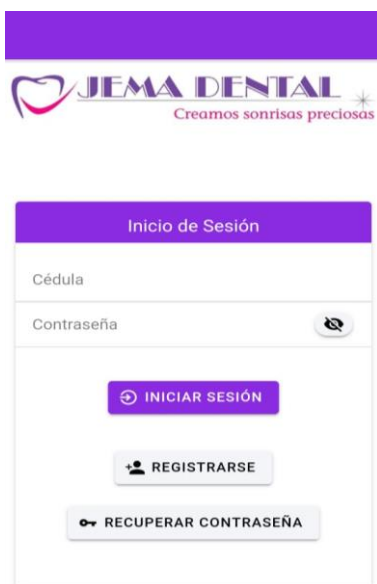 JEMA DENTAL
Creamos sonrisas preciosas
Inicio de Sesión
Cédula
Contraseña
INICIAR SESIÓN
REGISTRARSE
RECUPERAR CONTRASEÑA